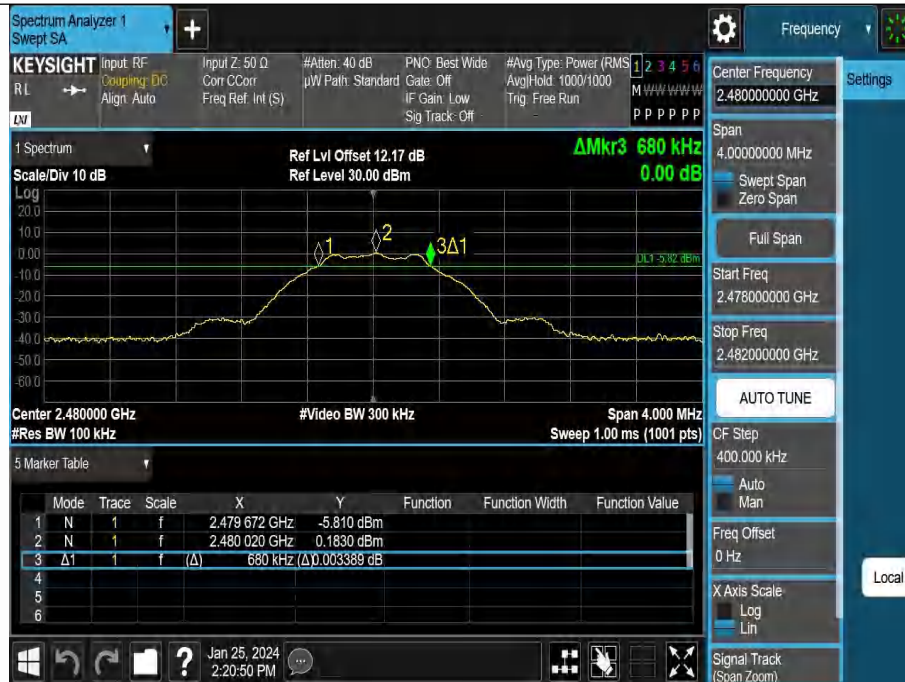 Spectrum Analyzer 1
Swept SA
+
Frequency
KEYSIGHT
RL
LXI
Input: RF
Coupling: DC
Align: Auto
Input Z: 50 Ω
Corr CCorr
Freq Ref: Int (S)
#Atten: 40 dB
µW Path: Standard
PNO: Best Wide
Gate: Off
IF Gain: Low
Sig Track: Off
#Avg Type: Power (RMS
Avg|Hold: 1000/1000
Trig: Free Run
1 2 3 4 5 6
M W W W W W
P P P P P P
1 Spectrum
Scale/Div 10 dB
Ref Lvl Offset 12.17 dB
Ref Level 30.00 dBm
ΔMkr3 680 kHz
0.00 dB
Log
20.0
10.0
0.00
-10.0
-20.0
-30.0
-40.0
-50.0
-60.0
1
2
3Δ1
DL1 -5.82 dBm
Center 2.480000 GHz
#Res BW 100 kHz
#Video BW 300 kHz
Span 4.000 MHz
Sweep 1.00 ms (1001 pts)
5 Marker Table
Mode Trace Scale X Y Function Function Width Function Value
1 N 1 f 2.479 672 GHz -5.810 dBm
2 N 1 f 2.480 020 GHz 0.1830 dBm
3 Δ1 1 f (Δ) 680 kHz (Δ) 0.003389 dB
4
5
6
Jan 25, 2024
2:20:50 PM
?
Center Frequency
2.480000000 GHz
Settings
Span
4.00000000 MHz
Swept Span
Zero Span
Full Span
Start Freq
2.478000000 GHz
Stop Freq
2.482000000 GHz
AUTO TUNE
CF Step
400.000 kHz
Auto
Man
Freq Offset
0 Hz
Local
X Axis Scale
Log
Lin
Signal Track
(Span Zoom)